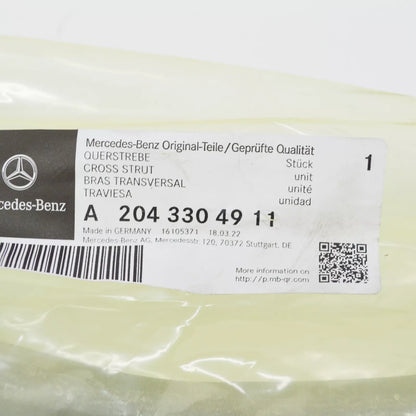 Mercedes-Benz Original-Teile/Geprüfte Qualität
QUERSTREBE Stück 1
CROSS STRUT unit
BRAS TRANSVERSAL unité
TRAVIESA unidad
cedes-Benz
A 204 330 49 11
Made in GERMANY 16105371 18.03.22
Mercedes-Benz AG, Mercedesstr. 120, 70372 Stuttgart, DE
More information on
http://p.mb-qr.com